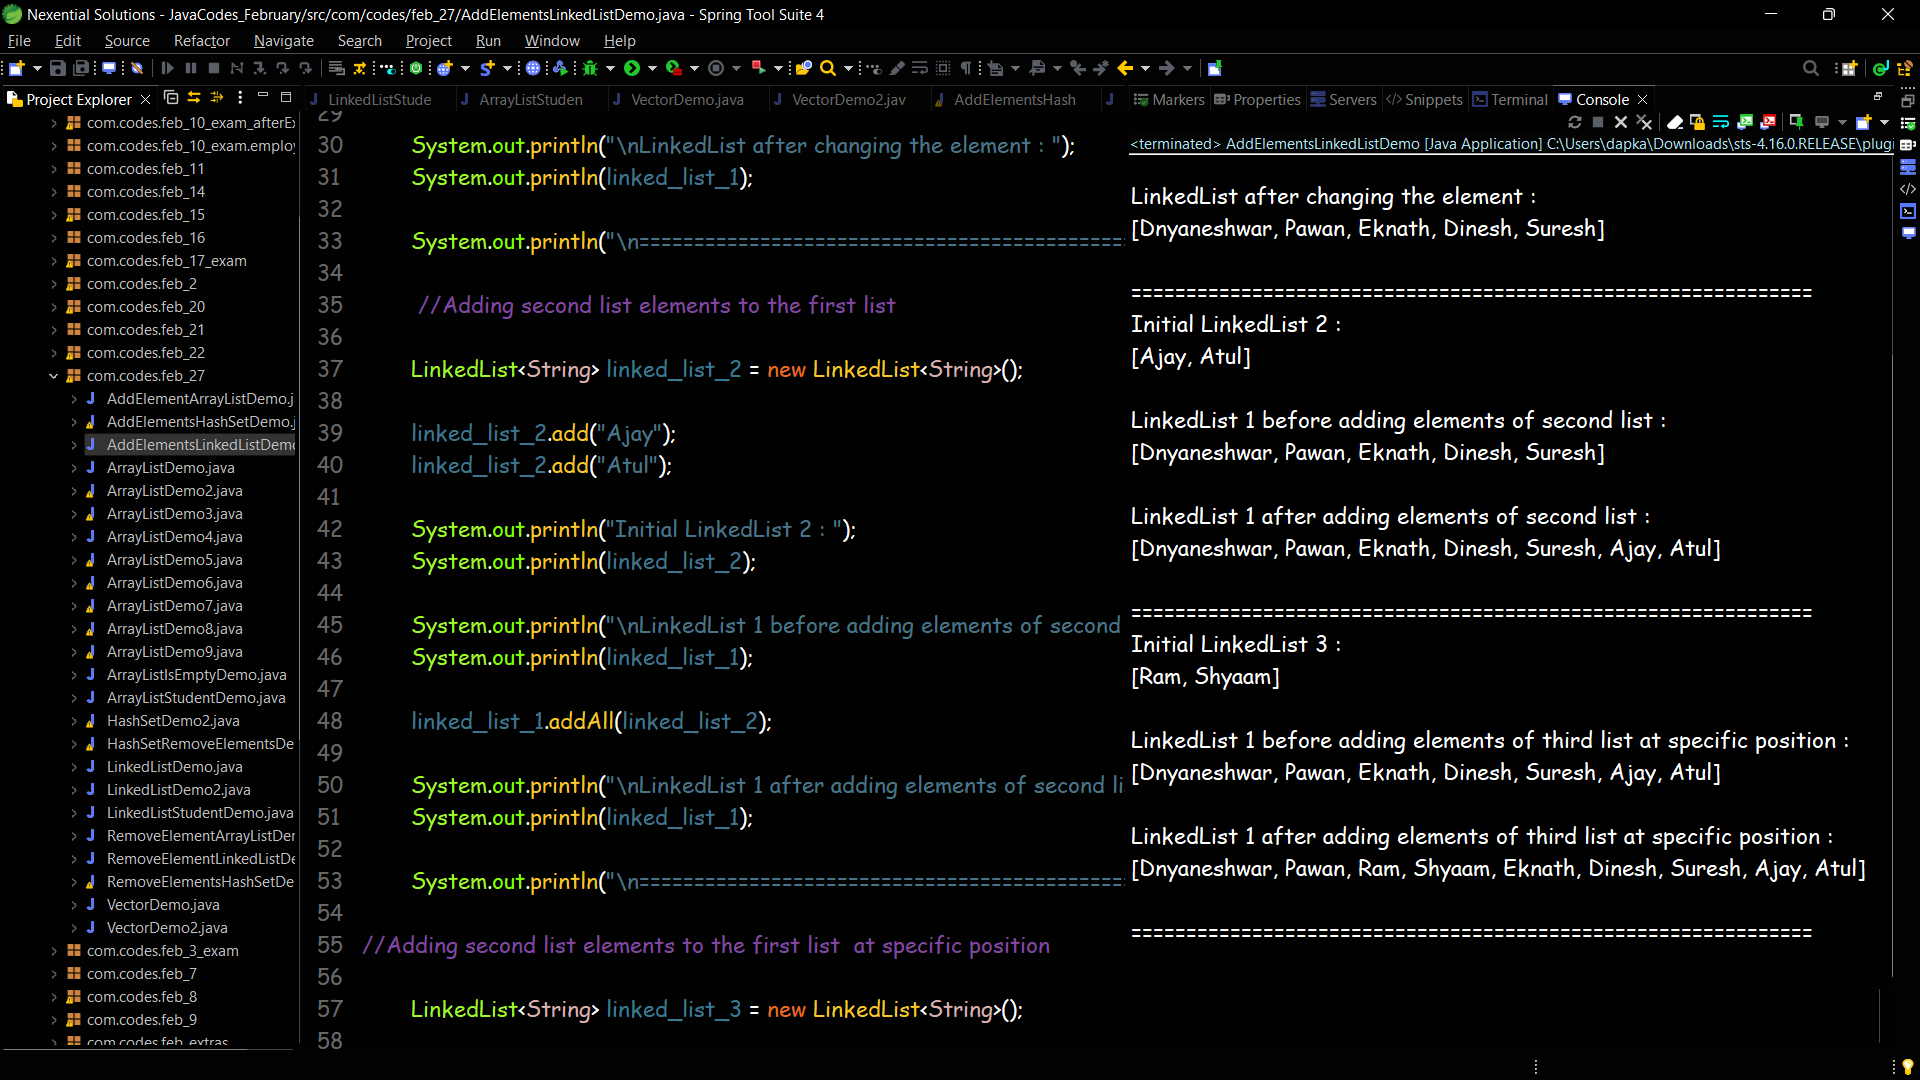 Nexential Solutions - JavaCodes_February/src/com/codes/feb_27/AddElementsLinkedListDemo.java - Spring Tool Suite 4
File Edit Source Refactor Navigate Search Project Run Window Help
Project Explorer
com.codes.feb_10_exam_afterEx
com.codes.feb_10_exam.employ
com.codes.feb_11
com.codes.feb_14
com.codes.feb_15
com.codes.feb_16
com.codes.feb_17_exam
com.codes.feb_2
com.codes.feb_20
com.codes.feb_21
com.codes.feb_22
com.codes.feb_27
AddElementArrayListDemo.j
AddElementsHashSetDemo.j
AddElementsLinkedListDemo
ArrayListDemo.java
ArrayListDemo2.java
ArrayListDemo3.java
ArrayListDemo4.java
ArrayListDemo5.java
ArrayListDemo6.java
ArrayListDemo7.java
ArrayListDemo8.java
ArrayListDemo9.java
ArrayListIsEmptyDemo.java
ArrayListStudentDemo.java
HashSetDemo2.java
HashSetRemoveElementsDe
LinkedListDemo.java
LinkedListDemo2.java
LinkedListStudentDemo.java
RemoveElementArrayListDer
RemoveElementLinkedListDe
RemoveElementsHashSetDe
VectorDemo.java
VectorDemo2.java
com.codes.feb_3_exam
com.codes.feb_7
com.codes.feb_8
com.codes.feb_9
com.codes.feb_extras
LinkedListStude ArrayListStuden VectorDemo.java VectorDemo2.jav AddElementsHash
29
30 System.out.println("\nLinkedList after changing the element : ");
31 System.out.println(linked_list_1);
32
33 System.out.println("\n=============================================
34
35 //Adding second list elements to the first list
36
37 LinkedList<String> linked_list_2 = new LinkedList<String>();
38
39 linked_list_2.add("Ajay");
40 linked_list_2.add("Atul");
41
42 System.out.println("Initial LinkedList 2 : ");
43 System.out.println(linked_list_2);
44
45 System.out.println("\nLinkedList 1 before adding elements of second
46 System.out.println(linked_list_1);
47
48 linked_list_1.addAll(linked_list_2);
49
50 System.out.println("\nLinkedList 1 after adding elements of second li
51 System.out.println(linked_list_1);
52
53 System.out.println("\n=============================================
54
55 //Adding second list elements to the first list  at specific position
56
57 LinkedList<String> linked_list_3 = new LinkedList<String>();
58
Markers Properties Servers Snippets Terminal Console
<terminated> AddElementsLinkedListDemo [Java Application] C:\Users\dapka\Downloads\sts-4.16.0.RELEASE\plugi
LinkedList after changing the element :
[Dnyaneshwar, Pawan, Eknath, Dinesh, Suresh]
==============================================================
Initial LinkedList 2 :
[Ajay, Atul]
LinkedList 1 before adding elements of second list :
[Dnyaneshwar, Pawan, Eknath, Dinesh, Suresh]
LinkedList 1 after adding elements of second list :
[Dnyaneshwar, Pawan, Eknath, Dinesh, Suresh, Ajay, Atul]
==============================================================
Initial LinkedList 3 :
[Ram, Shyaam]
LinkedList 1 before adding elements of third list at specific position :
[Dnyaneshwar, Pawan, Eknath, Dinesh, Suresh, Ajay, Atul]
LinkedList 1 after adding elements of third list at specific position :
[Dnyaneshwar, Pawan, Ram, Shyaam, Eknath, Dinesh, Suresh, Ajay, Atul]
==============================================================